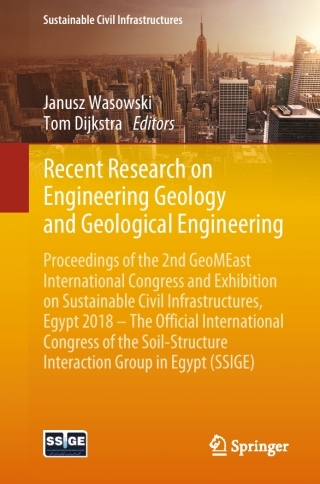 Sustainable Civil Infrastructures
Janusz Wasowski
Tom Dijkstra Editors
Recent Research on
Engineering Geology
and Geological Engineering
Proceedings of the 2nd GeoMEast
International Congress and Exhibition
on Sustainable Civil Infrastructures,
Egypt 2018 – The Official International
Congress of the Soil-Structure
Interaction Group in Egypt (SSIGE)
SSIGE
Springer